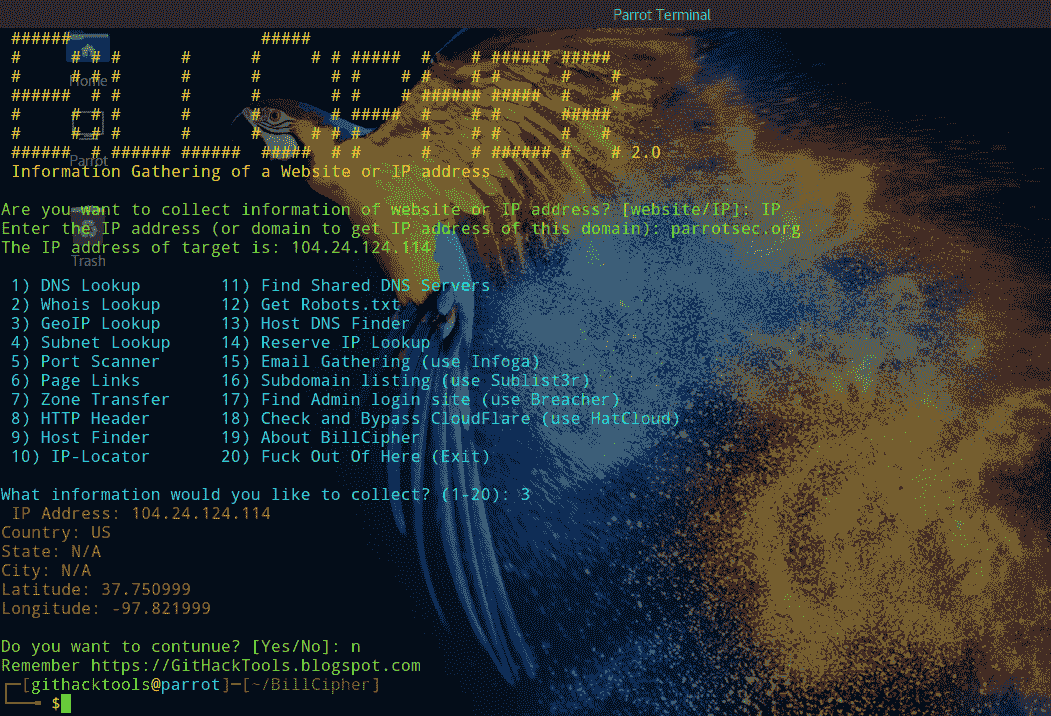 Parrot Terminal
Home
Parrot
Trash
2.0
Information Gathering of a Website or IP address
Are you want to collect information of website or IP address? [website/IP]: IP
Enter the IP address (or domain to get IP address of this domain): parrotsec.org
The IP address of target is: 104.24.124.114
1) DNS Lookup 11) Find Shared DNS Servers
2) Whois Lookup 12) Get Robots.txt
3) GeoIP Lookup 13) Host DNS Finder
4) Subnet Lookup 14) Reserve IP Lookup
5) Port Scanner 15) Email Gathering (use Infoga)
6) Page Links 16) Subdomain listing (use Sublist3r)
7) Zone Transfer 17) Find Admin login site (use Breacher)
8) HTTP Header 18) Check and Bypass CloudFlare (use HatCloud)
9) Host Finder 19) About BillCipher
10) IP-Locator 20) Fuck Out Of Here (Exit)
What information would you like to collect? (1-20): 3
IP Address: 104.24.124.114
Country: US
State: N/A
City: N/A
Latitude: 37.750999
Longitude: -97.821999
Do you want to contunue? [Yes/No]: n
Remember https://GitHackTools.blogspot.com
┌─[githacktools@parrot]─[~/BillCipher]
└──╼ $